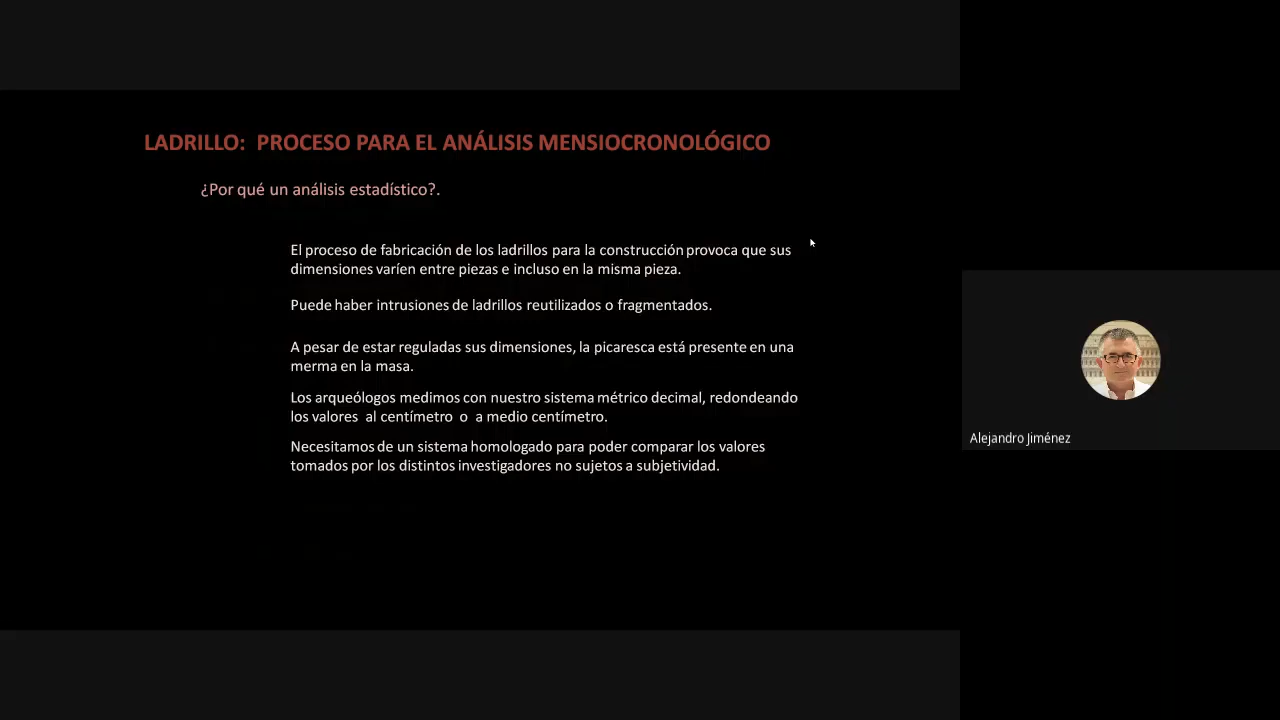 LADRILLO: PROCESO PARA EL ANÁLISIS MENSIOCRONOLÓGICO
¿Por qué un análisis estadístico?.
El proceso de fabricación de los ladrillos para la construcción provoca que sus
dimensiones varíen entre piezas e incluso en la misma pieza.
Puede haber intrusiones de ladrillos reutilizados o fragmentados.
A pesar de estar reguladas sus dimensiones, la picaresca está presente en una
merma en la masa.
Los arqueólogos medimos con nuestro sistema métrico decimal, redondeando
los valores al centímetro o a medio centímetro.
Necesitamos de un sistema homologado para poder comparar los valores
tomados por los distintos investigadores no sujetos a subjetividad.
Alejandro Jiménez